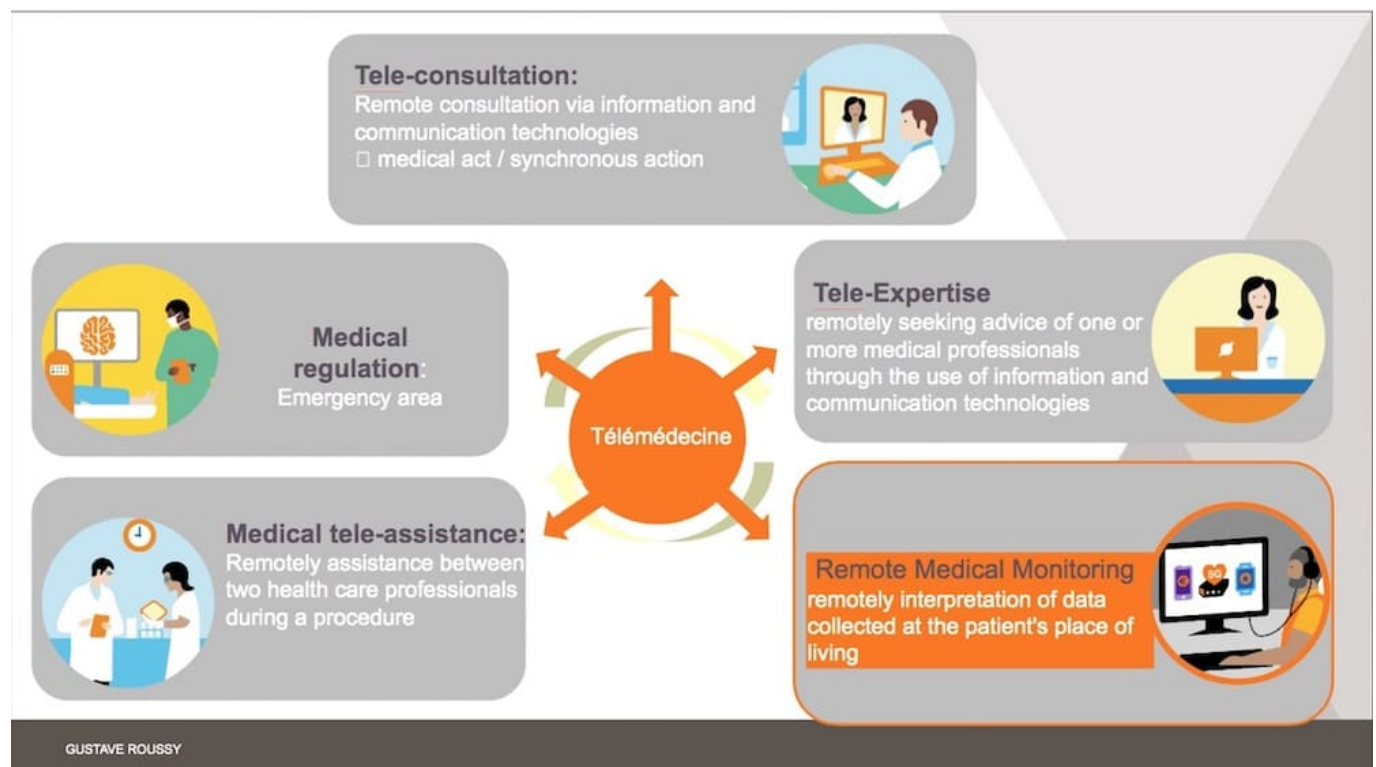 Tele-consultation:
Remote consultation via information and
communication technologies
□ medical act / synchronous action
Medical
regulation:
Emergency area
Télémédecine
Tele-Expertise
remotely seeking advice of one or
more medical professionals
through the use of information and
communication technologies
Medical tele-assistance:
Remotely assistance between
two health care professionals
during a procedure
Remote Medical Monitoring
remotely interpretation of data
collected at the patient's place of
living
5G
GUSTAVE ROUSSY